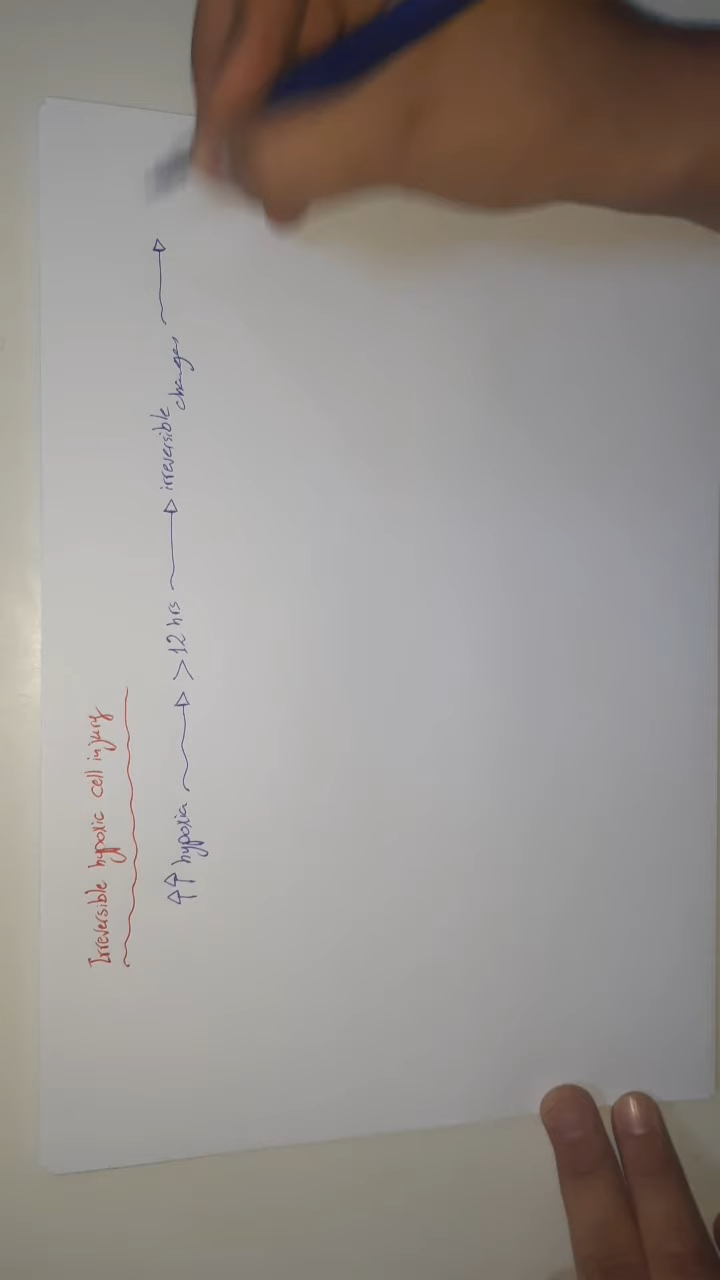 Irreversible hypoxic cell injury
↑↑ hypoxia → >12 hrs → irreversible →
changes